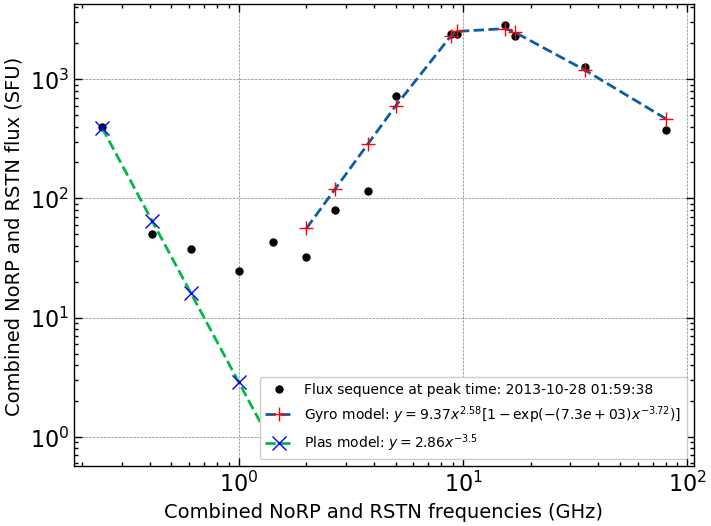 Combined NoRP and RSTN flux (SFU)
10³
10²
10¹
10⁰
Flux sequence at peak time: 2013-10-28 01:59:38
Gyro model: y = 9.37x^{2.58}[1 − exp(−(7.3e + 03)x^{−3.72})]
Plas model: y = 2.86x^{−3.5}
10⁰ 10¹ 10²
Combined NoRP and RSTN frequencies (GHz)